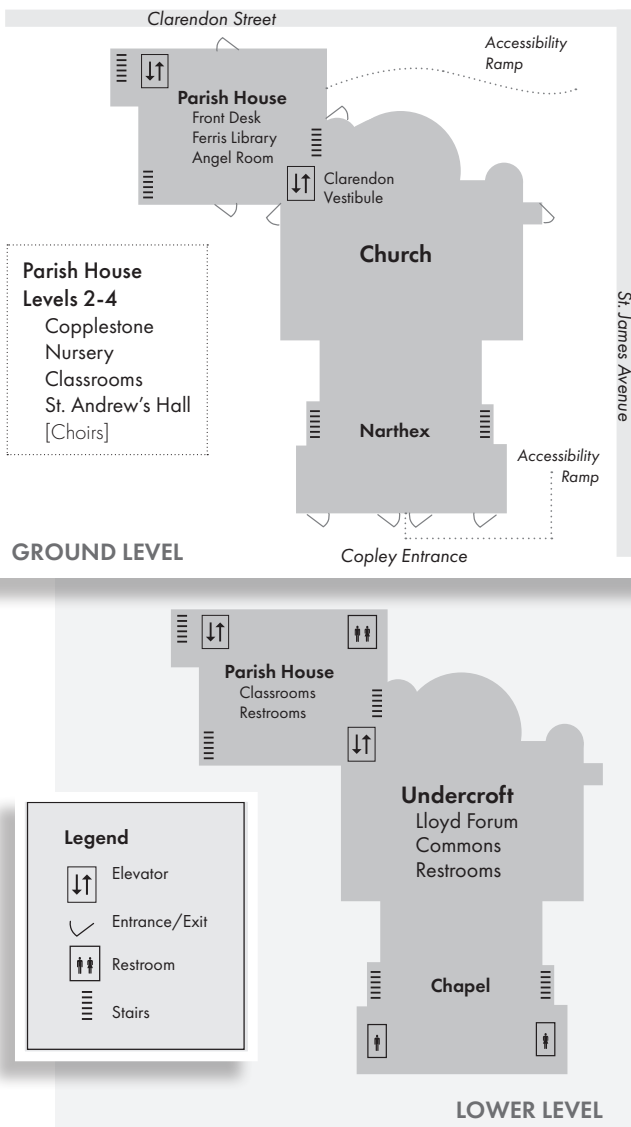 Clarendon Street
Accessibility
Ramp
Parish House
Front Desk
Ferris Library
Angel Room
Clarendon
Vestibule
Church
Parish House
Levels 2-4
Copplestone
Nursery
Classrooms
St. Andrew's Hall
[Choirs]
St. James Avenue
Narthex
Accessibility
Ramp
GROUND LEVEL
Copley Entrance
Parish House
Classrooms
Restrooms
Undercroft
Lloyd Forum
Commons
Restrooms
Legend
Elevator
Entrance/Exit
Restroom
Stairs
Chapel
LOWER LEVEL